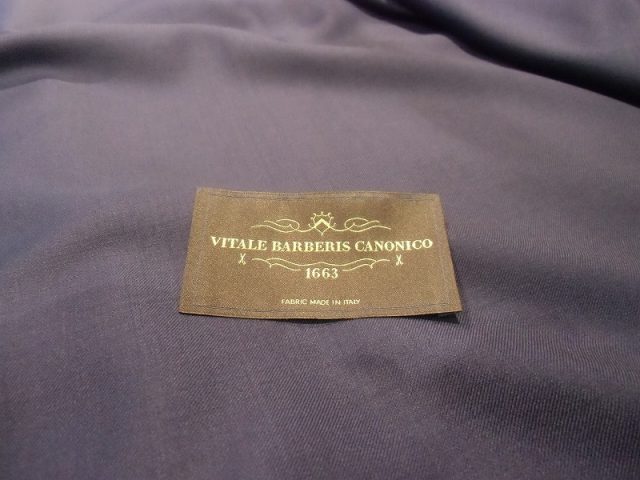 VITALE BARBERIS CANONICO
1663
FABRIC MADE IN ITALY